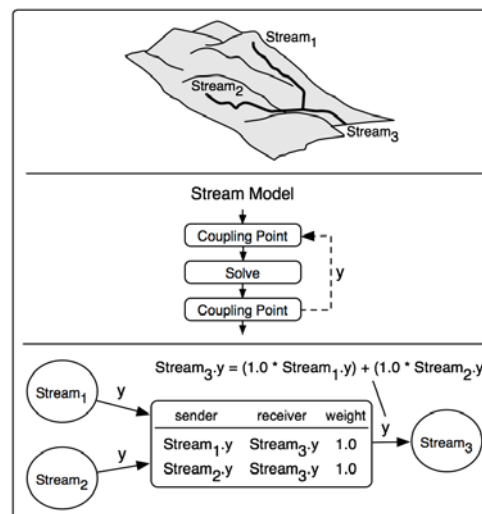 Stream₁
Stream₂
Stream₃
Stream Model
Coupling Point
Solve
y
Coupling Point
Stream₃.y = (1.0 * Stream₁.y) + (1.0 * Stream₂.y
Stream₁
y
sender receiver weight
y
Stream₁.y Stream₃.y 1.0
Stream₃
Stream₂.y Stream₃.y 1.0
y
Stream₂